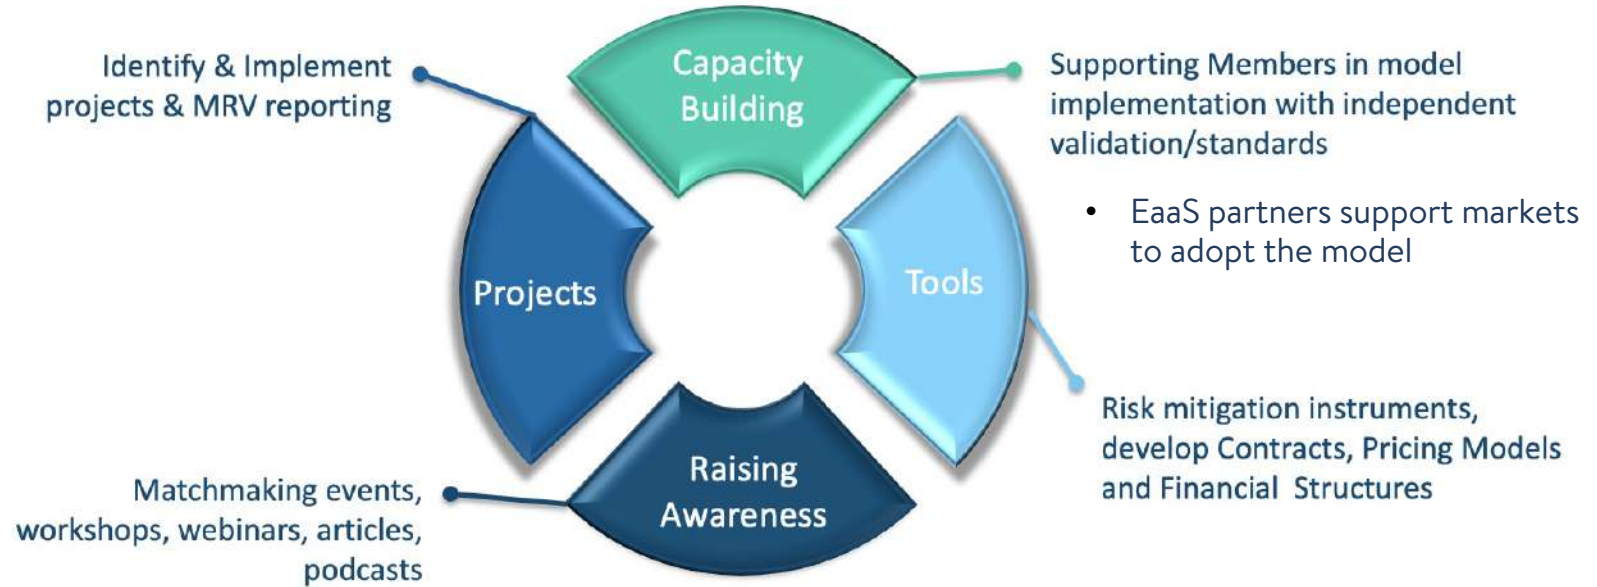 Identify & Implement
projects & MRV reporting
Capacity
Building
Supporting Members in model
implementation with independent
validation/standards
• EaaS partners support markets
to adopt the model
Projects
Tools
Risk mitigation instruments,
develop Contracts, Pricing Models
and Financial Structures
Raising
Awareness
Matchmaking events,
workshops, webinars, articles,
podcasts